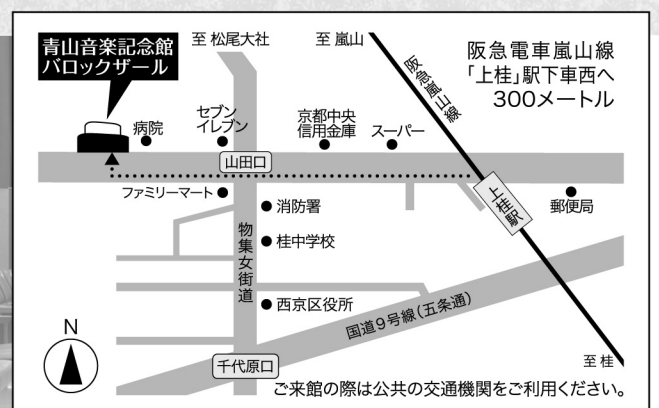 青山音楽記念館
バロックザール
至 松尾大社
至 嵐山
阪急嵐山線
阪急電車嵐山線
「上桂」駅下車西へ
300メートル
病院
セブン
イレブン
京都中央
信用金庫
スーパー
山田口
ファミリーマート
消防署
上桂駅
郵便局
物集女街道
桂中学校
西京区役所
国道9号線(五条通)
N
千代原口
至 桂
ご来館の際は公共の交通機関をご利用ください。